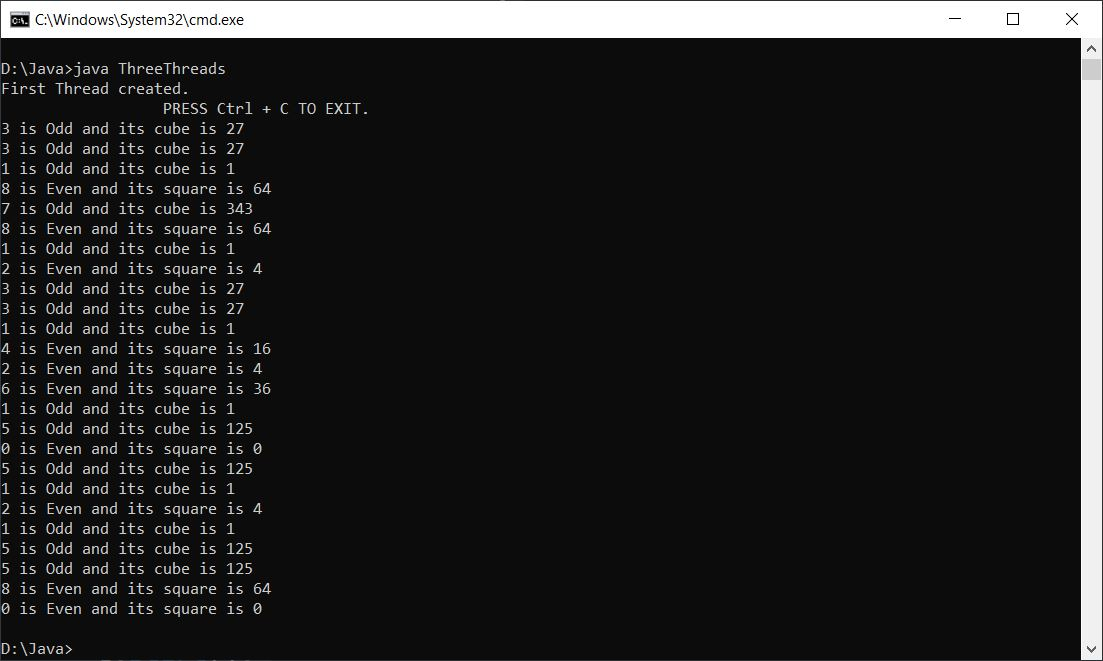 C:\Windows\System32\cmd.exe
D:\Java>java ThreeThreads
First Thread created.
PRESS Ctrl + C TO EXIT.
3 is Odd and its cube is 27
3 is Odd and its cube is 27
1 is Odd and its cube is 1
8 is Even and its square is 64
7 is Odd and its cube is 343
8 is Even and its square is 64
1 is Odd and its cube is 1
2 is Even and its square is 4
3 is Odd and its cube is 27
3 is Odd and its cube is 27
1 is Odd and its cube is 1
4 is Even and its square is 16
2 is Even and its square is 4
6 is Even and its square is 36
1 is Odd and its cube is 1
5 is Odd and its cube is 125
0 is Even and its square is 0
5 is Odd and its cube is 125
1 is Odd and its cube is 1
2 is Even and its square is 4
1 is Odd and its cube is 1
5 is Odd and its cube is 125
5 is Odd and its cube is 125
8 is Even and its square is 64
0 is Even and its square is 0
D:\Java>